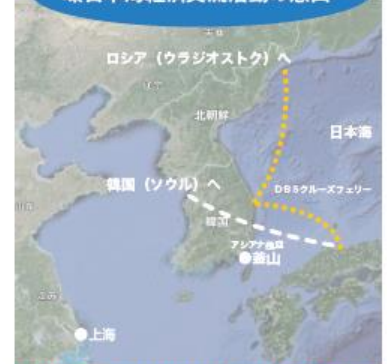 ロシア（ウラジオストク）へ
北朝鮮
日本海
韓国（ソウル）へ
DBSクルーズフェリー
韓国
アシアナ航空
●釜山
●上海